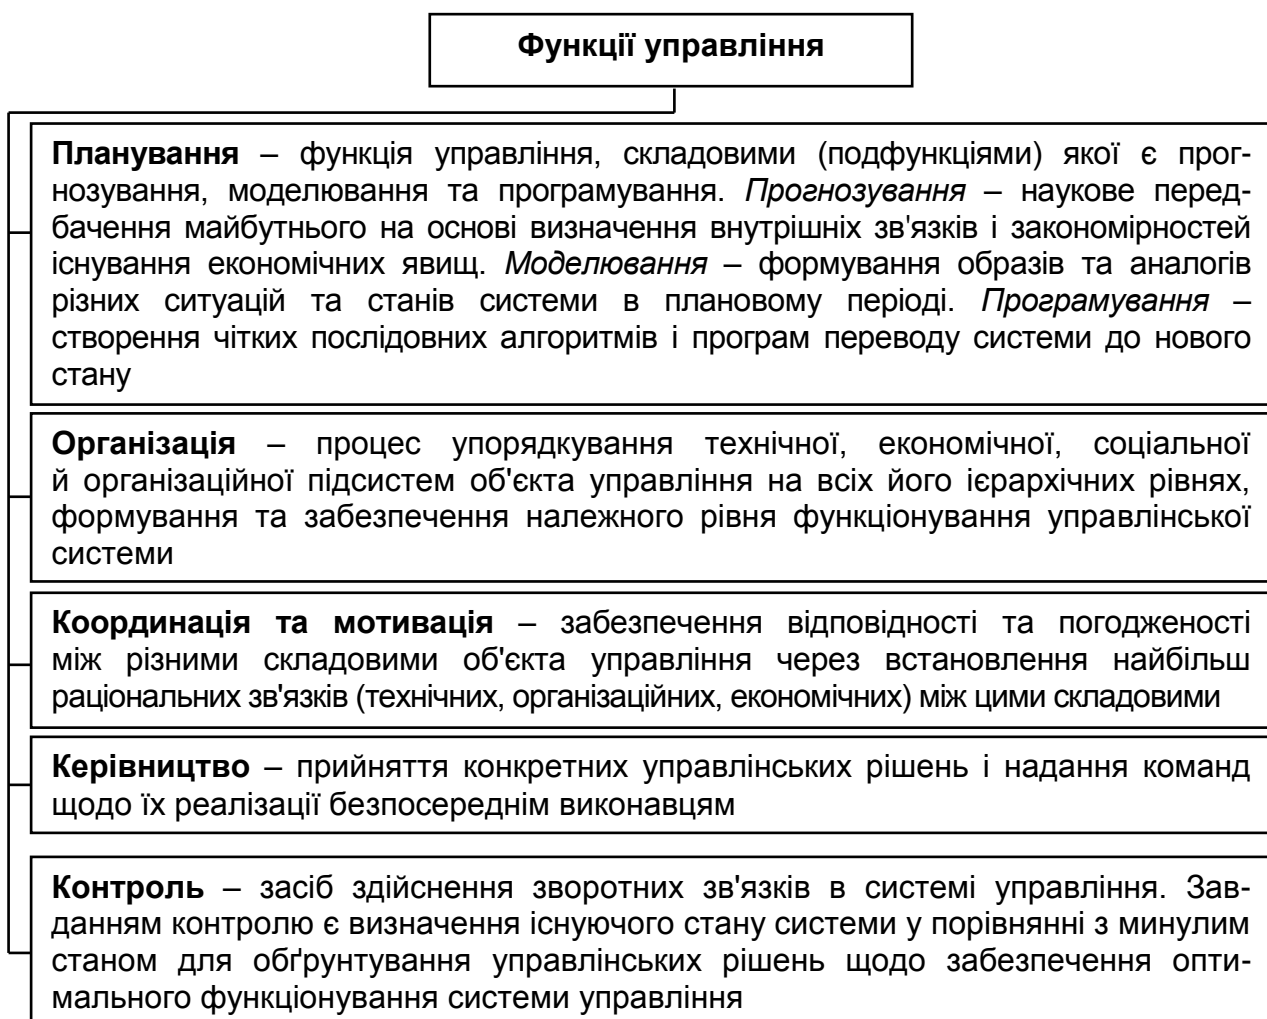 Функції управління
Планування – функція управління, складовими (подфункціями) якої є прог-
нозування, моделювання та програмування. Прогнозування – наукове перед-
бачення майбутнього на основі визначення внутрішніх зв'язків і закономірностей
існування економічних явищ. Моделювання – формування образів та аналогів
різних ситуацій та станів системи в плановому періоді. Програмування –
створення чітких послідовних алгоритмів і програм переводу системи до нового
стану
Організація – процес упорядкування технічної, економічної, соціальної
й організаційної підсистем об'єкта управління на всіх його ієрархічних рівнях,
формування та забезпечення належного рівня функціонування управлінської
системи
Координація та мотивація – забезпечення відповідності та погодженості
між різними складовими об'єкта управління через встановлення найбільш
раціональних зв'язків (технічних, організаційних, економічних) між цими складовими
Керівництво – прийняття конкретних управлінських рішень і надання команд
щодо їх реалізації безпосереднім виконавцям
Контроль – засіб здійснення зворотних зв'язків в системі управління. Зав-
данням контролю є визначення існуючого стану системи у порівнянні з минулим
станом для обґрунтування управлінських рішень щодо забезпечення опти-
мального функціонування системи управління